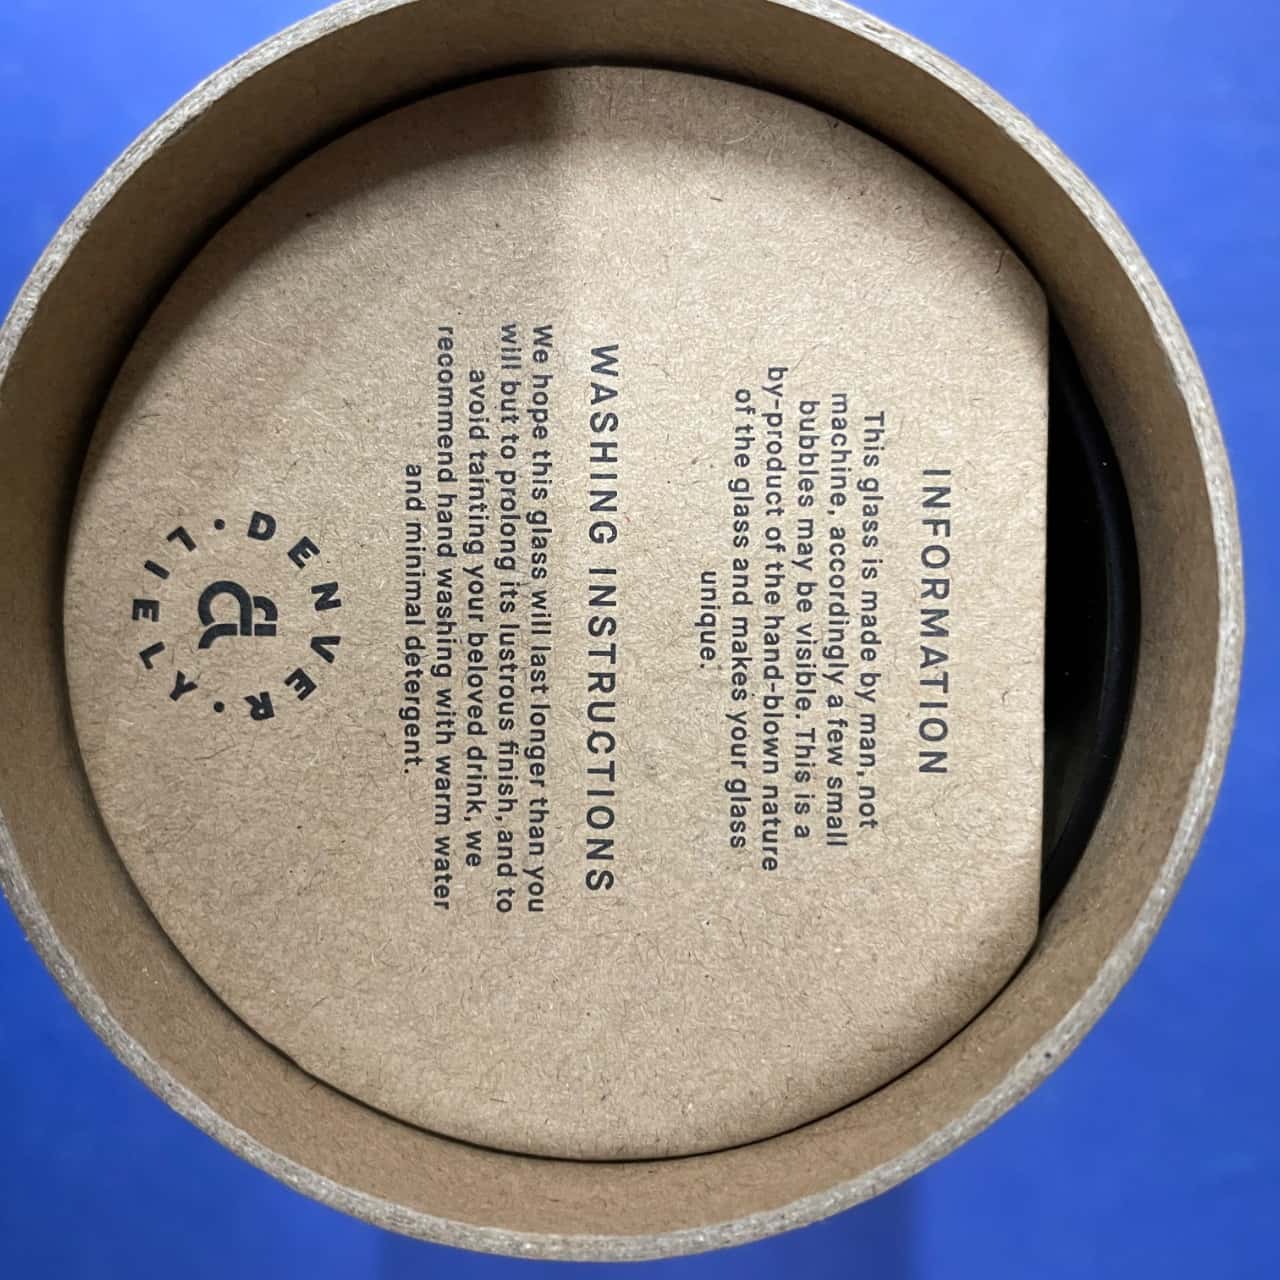 INFORMATION
This glass is made by man, not
machine, accordingly a few small
bubbles may be visible. This is a
by-product of the hand-blown nature
of the glass and makes your glass
unique.
WASHING INSTRUCTIONS
We hope this glass will last longer than you
will but to prolong its lustrous finish, and to
avoid tainting your beloved drink, we
recommend hand washing with warm water
and minimal detergent.
DENVER · LIELY ·